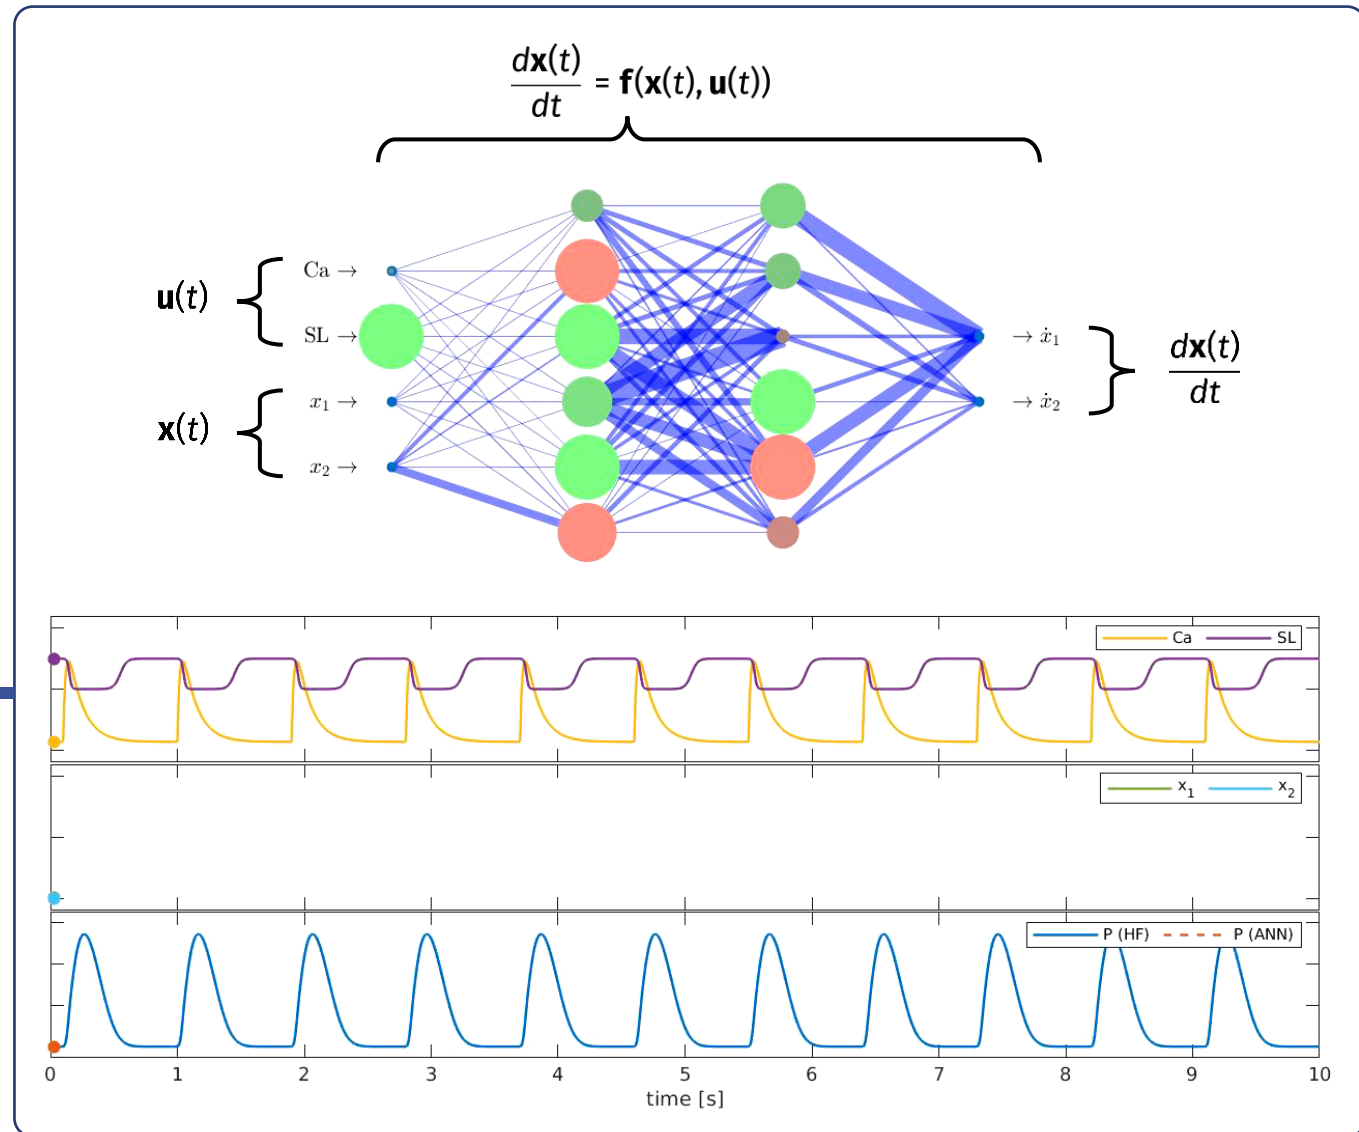 dx(t)/dt = f(x(t), u(t))
u(t)
Ca →
SL →
x(t)
x₁ →
x₂ →
→ ẋ₁
→ ẋ₂
dx(t)/dt
Ca SL
x₁ x₂
P (HF) P (ANN)
0 1 2 3 4 5 6 7 8 9 10
time [s]